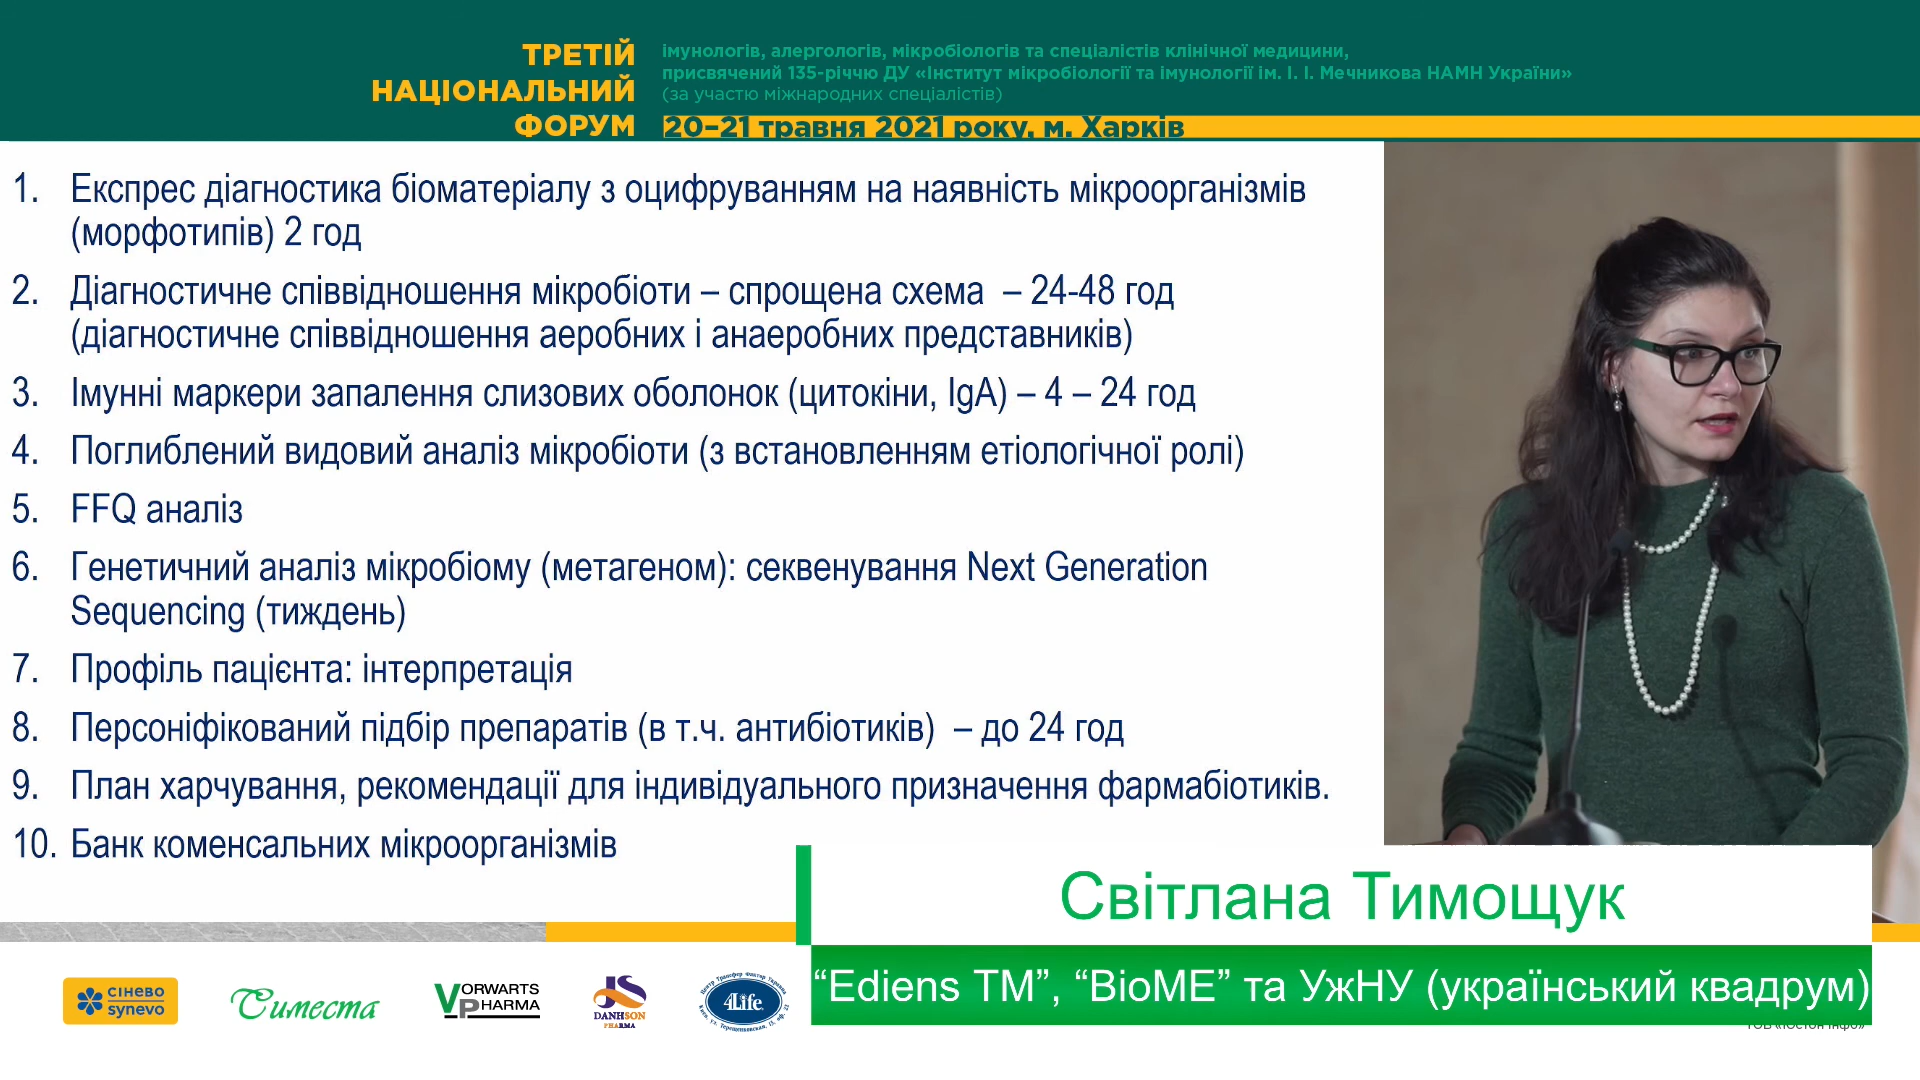 ТРЕТІЙ
НАЦІОНАЛЬНИЙ
ФОРУМ
імунологів, алергологів, мікробіологів та спеціалістів клінічної медицини,
присвячений 135-річчю ДУ «Інститут мікробіології та імунології ім. І. І. Мечникова НАМН України»
(за участю міжнародних спеціалістів)
20–21 травня 2021 року, м. Харків
1. Експрес діагностика біоматеріалу з оцифруванням на наявність мікроорганізмів
(морфотипів) 2 год
2. Діагностичне співвідношення мікробіоти – спрощена схема – 24-48 год
(діагностичне співвідношення аеробних і анаеробних представників)
3. Імунні маркери запалення слизових оболонок (цитокіни, IgA) – 4 – 24 год
4. Поглиблений видовий аналіз мікробіоти (з встановленням етіологічної ролі)
5. FFQ аналіз
6. Генетичний аналіз мікробіому (метагеном): секвенування Next Generation
Sequencing (тиждень)
7. Профіль пацієнта: інтерпретація
8. Персоніфікований підбір препаратів (в т.ч. антибіотиків) – до 24 год
9. План харчування, рекомендації для індивідуального призначення фармабіотиків.
10. Банк коменсальних мікроорганізмів
Світлана Тимощук
“Ediens TM”, “BioME” та УжНУ (український квадрум)
СІНЕВО
synevo
Симеста
VORWARTS
PHARMA
DANHSON
PHARMA
Центр Трансфер Фактор Україна
4Life